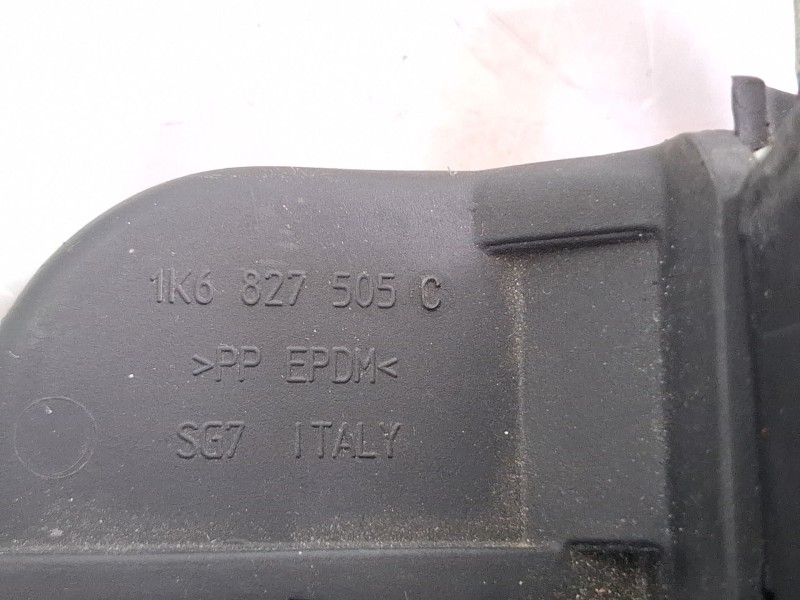 1K6 827 505 C
>PP EPDM<
SG7 ITALY